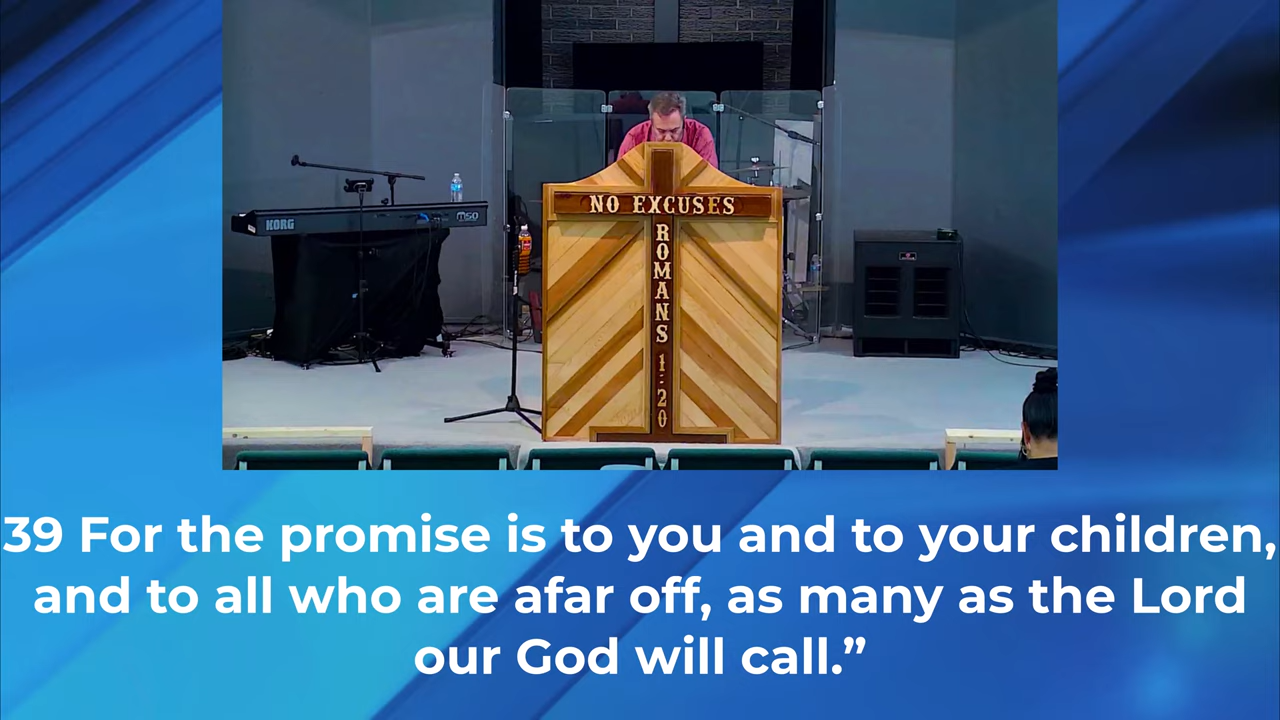 NO EXCUSES
ROMANS 1:20
KORG
M50
39 For the promise is to you and to your children,
and to all who are afar off, as many as the Lord
our God will call.”